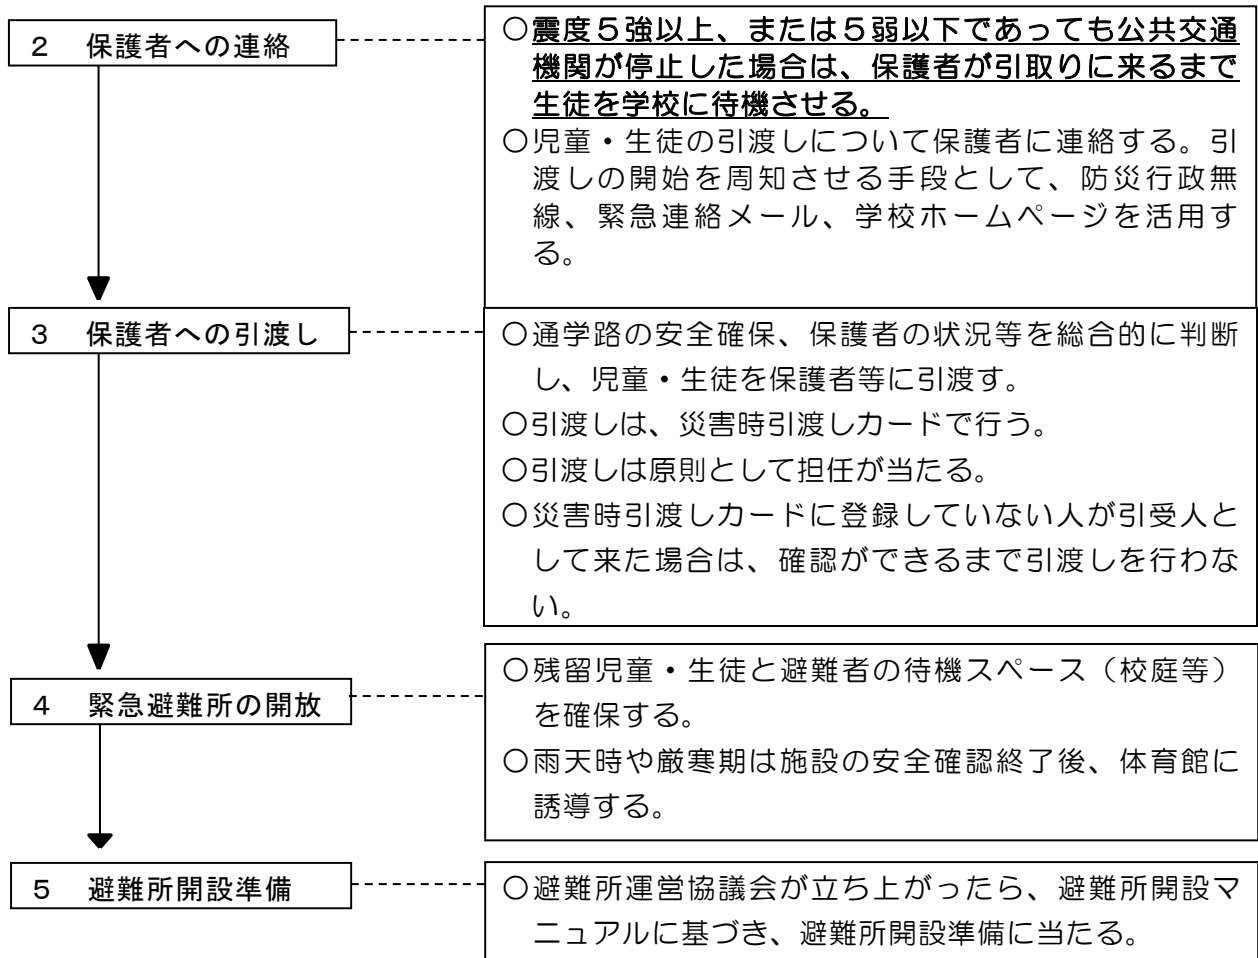 2 保護者への連絡
○震度５強以上、または５弱以下であっても公共交通
機関が停止した場合は、保護者が引取りに来るまで
生徒を学校に待機させる。
○児童・生徒の引渡しについて保護者に連絡する。引
渡しの開始を周知させる手段として、防災行政無
線、緊急連絡メール、学校ホームページを活用す
る。
3 保護者への引渡し
○通学路の安全確保、保護者の状況等を総合的に判断
し、児童・生徒を保護者等に引渡す。
○引渡しは、災害時引渡しカードで行う。
○引渡しは原則として担任が当たる。
○災害時引渡しカードに登録していない人が引受人と
して来た場合は、確認ができるまで引渡しを行わな
い。
4 緊急避難所の開放
○残留児童・生徒と避難者の待機スペース（校庭等）
を確保する。
○雨天時や厳寒期は施設の安全確認終了後、体育館に
誘導する。
5 避難所開設準備
○避難所運営協議会が立ち上がったら、避難所開設マ
ニュアルに基づき、避難所開設準備に当たる。